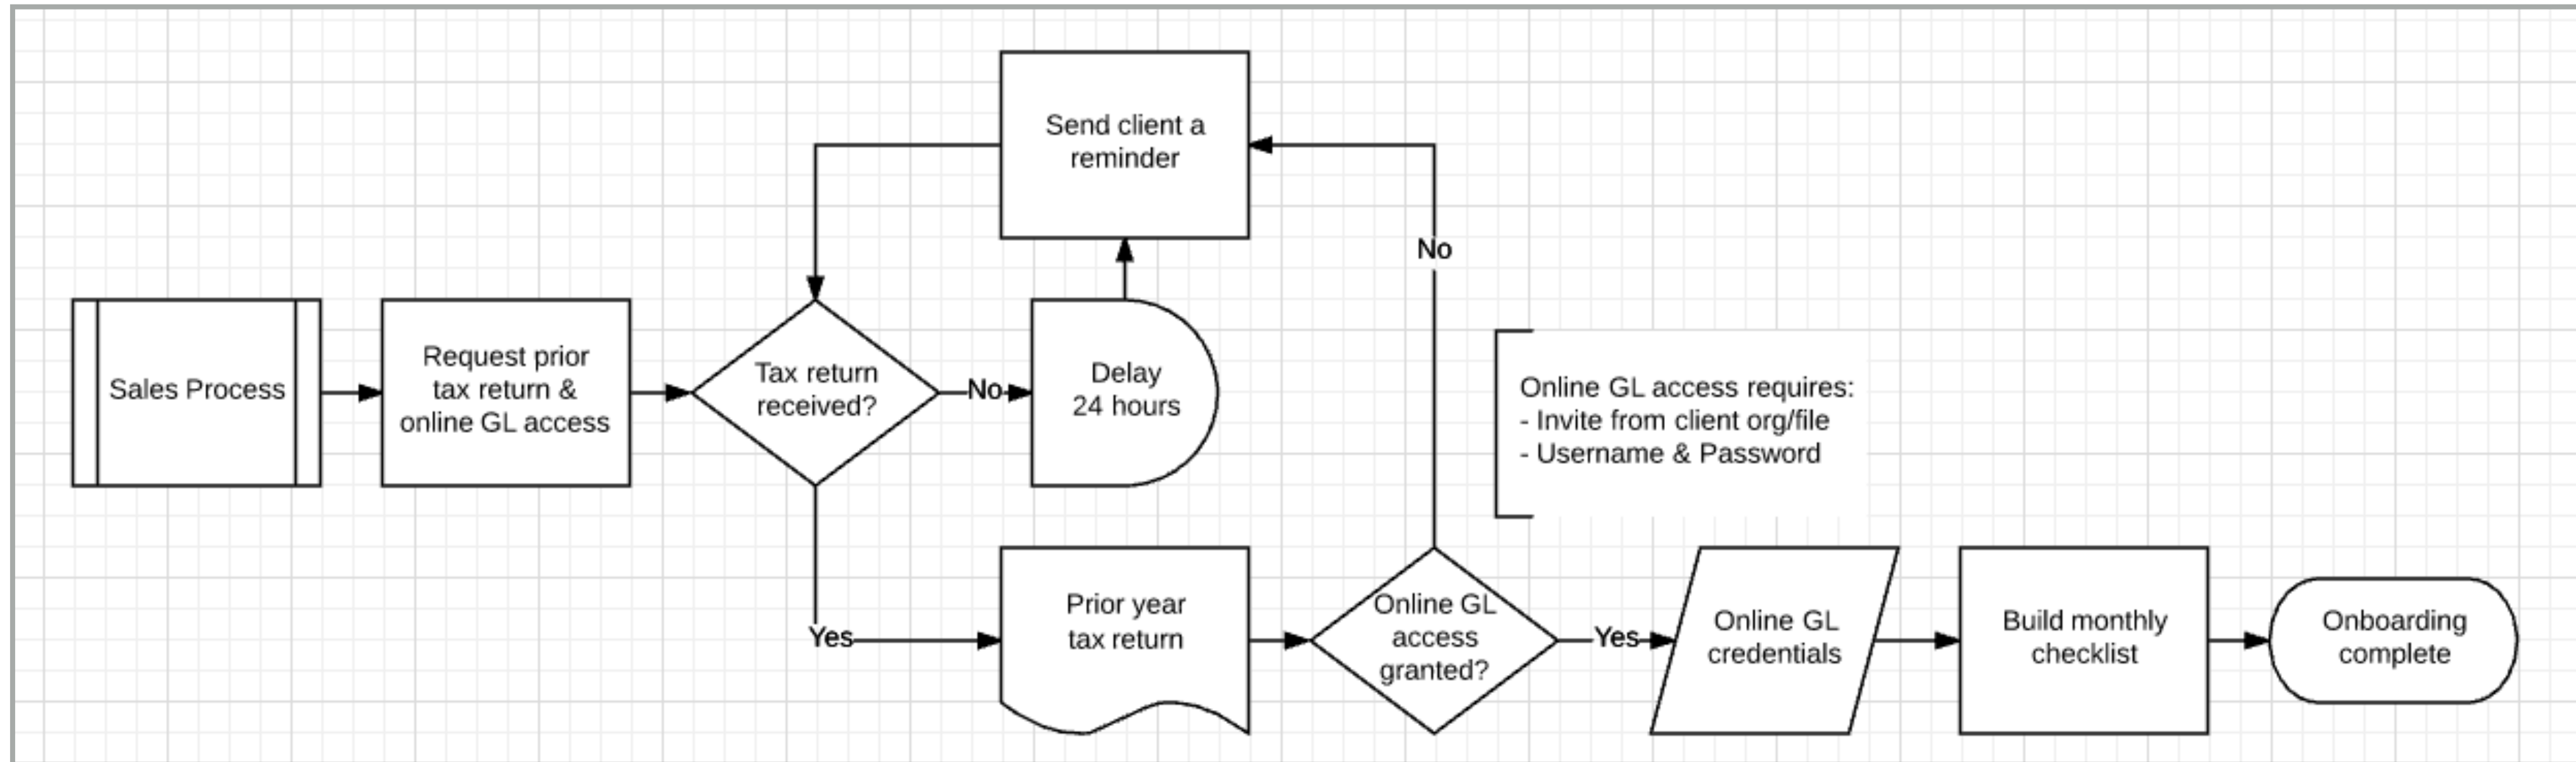 Send client a
reminder
No
Sales Process
Request prior
tax return &
online GL access
Tax return
received?
No
Delay
24 hours
Online GL access requires:
- Invite from client org/file
- Username & Password
Yes
Prior year
tax return
Online GL
access
granted?
Yes
Online GL
credentials
Build monthly
checklist
Onboarding
complete